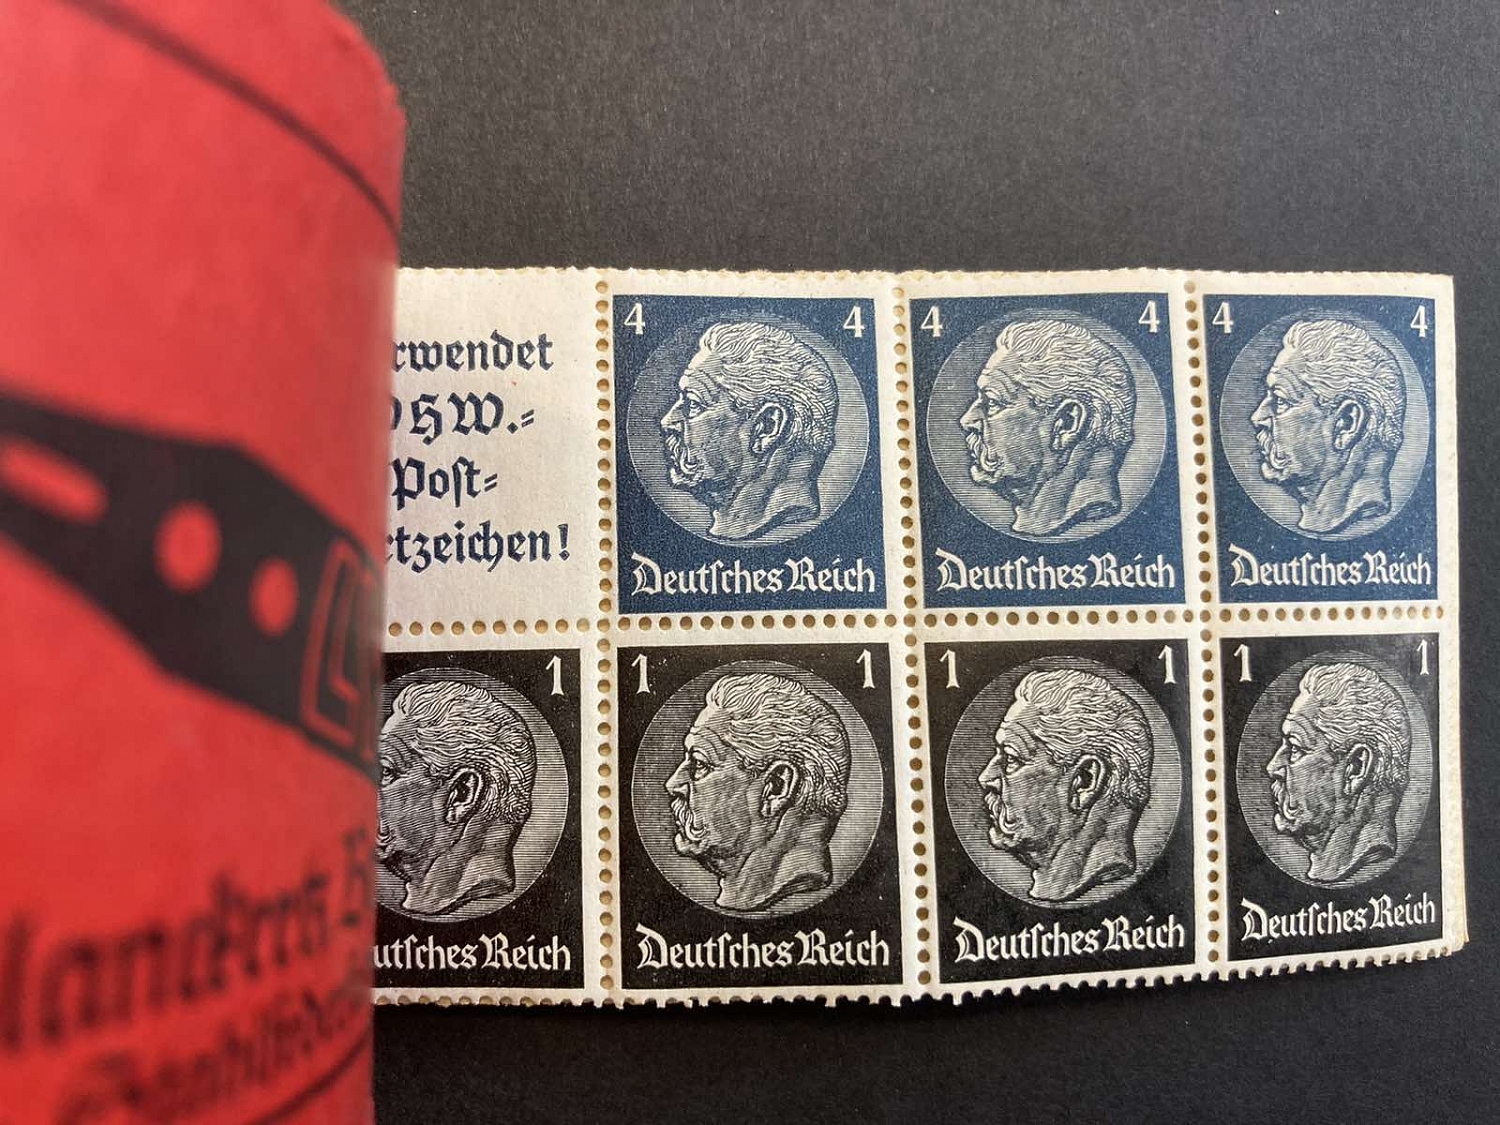 rwendet
HW.=
Post=
tzeichen!
4 4
Deutsches Reich
4 4
Deutsches Reich
4 4
Deutsches Reich
1
utsches Reich
1 1
Deutsches Reich
1 1
Deutsches Reich
1 1
Deutsches Reich